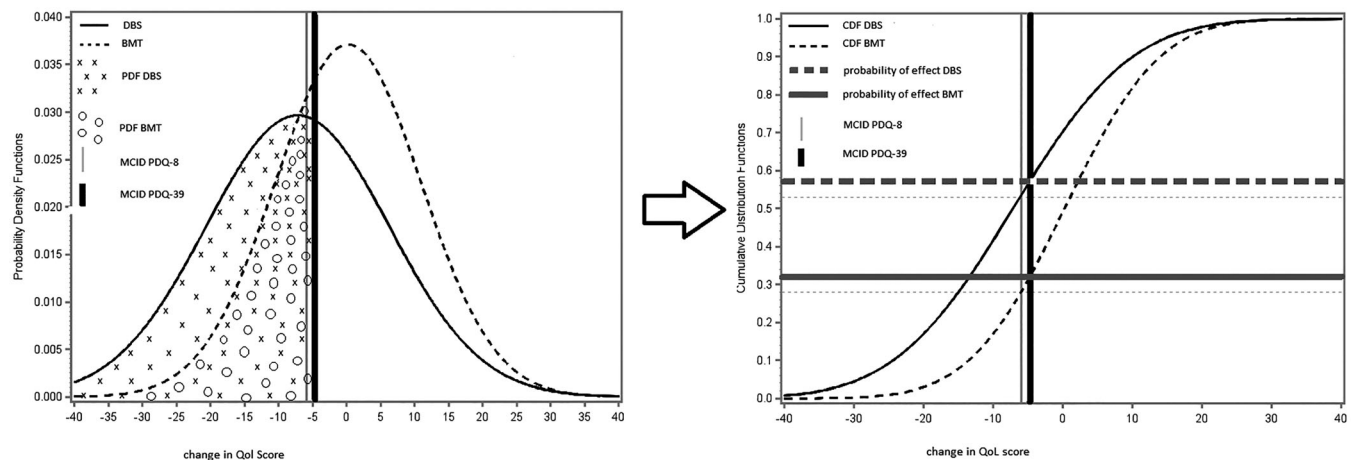 0.040
0.035
0.030
0.025
0.020
0.015
0.010
0.005
0.000
Probability Density Functions
DBS
BMT
x x x PDF DBS
PDF BMT
MCID PDQ-8
MCID PDQ-39
-40 -35 -30 -25 -20 -15 -10 -5 0 5 10 15 20 25 30 35 40
change in Qol Score
1.0
0.9
0.8
0.7
0.6
0.5
0.4
0.3
0.2
0.1
0.0
Cumulative Distribution Functions
CDF DBS
CDF BMT
probability of effect DBS
probability of effect BMT
MCID PDQ-8
MCID PDQ-39
-40 -30 -20 -10 0 10 20 30 40
change in QoL score